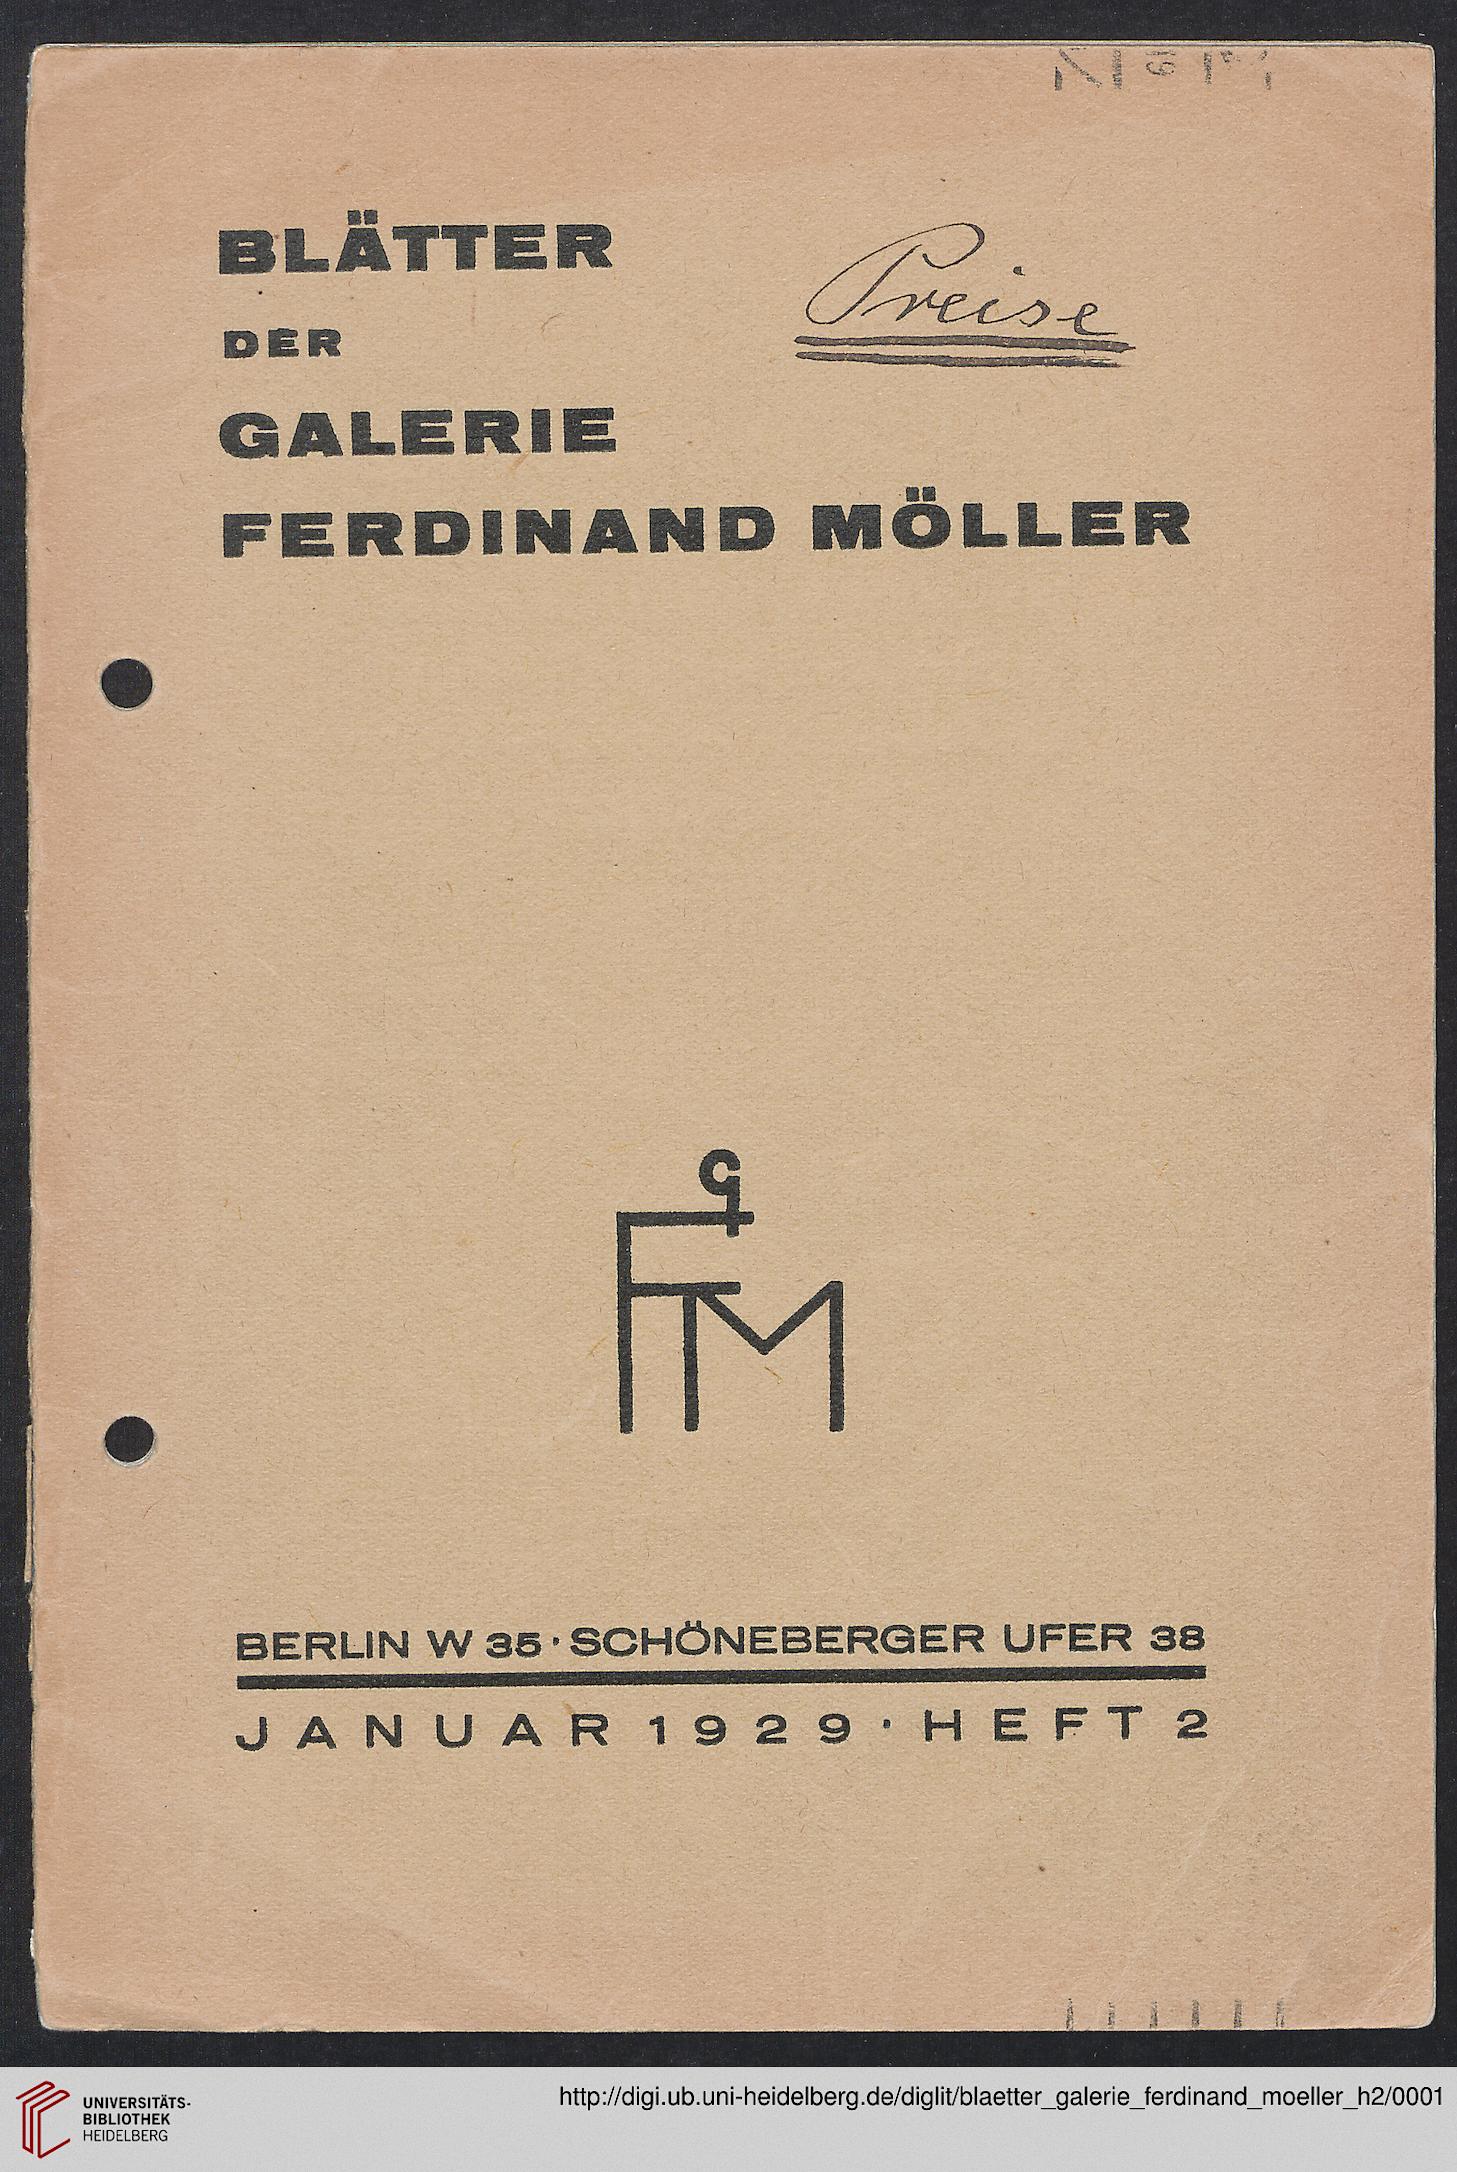 BLÄTTER
Preise
DER
GALERIE
FERDINAND MÖLLER
BERLIN W 35 · SCHÖNEBERGER UFER 38
JANUAR 1929 · HEFT 2
UNIVERSITÄTS-
BIBLIOTHEK
HEIDELBERG
http://digi.ub.uni-heidelberg.de/diglit/blaetter_galerie_ferdinand_moeller_h2/0001